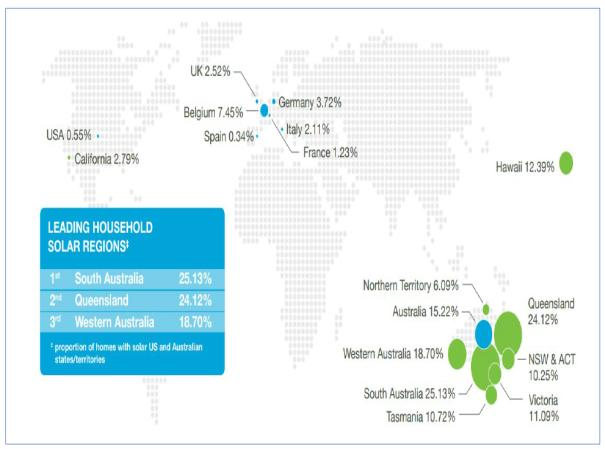 UK 2.52%
Germany 3.72%
Belgium 7.45%
USA 0.55%
Spain 0.34%
Italy 2.11%
France 1.23%
California 2.79%
Hawaii 12.39%
LEADING HOUSEHOLD
SOLAR REGIONS‡
1st South Australia 25.13%
2nd Queensland 24.12%
3rd Western Australia 18.70%
‡ proportion of homes with solar US and Australian
states/territories
Northern Territory 6.09%
Australia 15.22%
Queensland
24.12%
Western Australia 18.70%
NSW & ACT
10.25%
South Australia 25.13%
Victoria
11.09%
Tasmania 10.72%